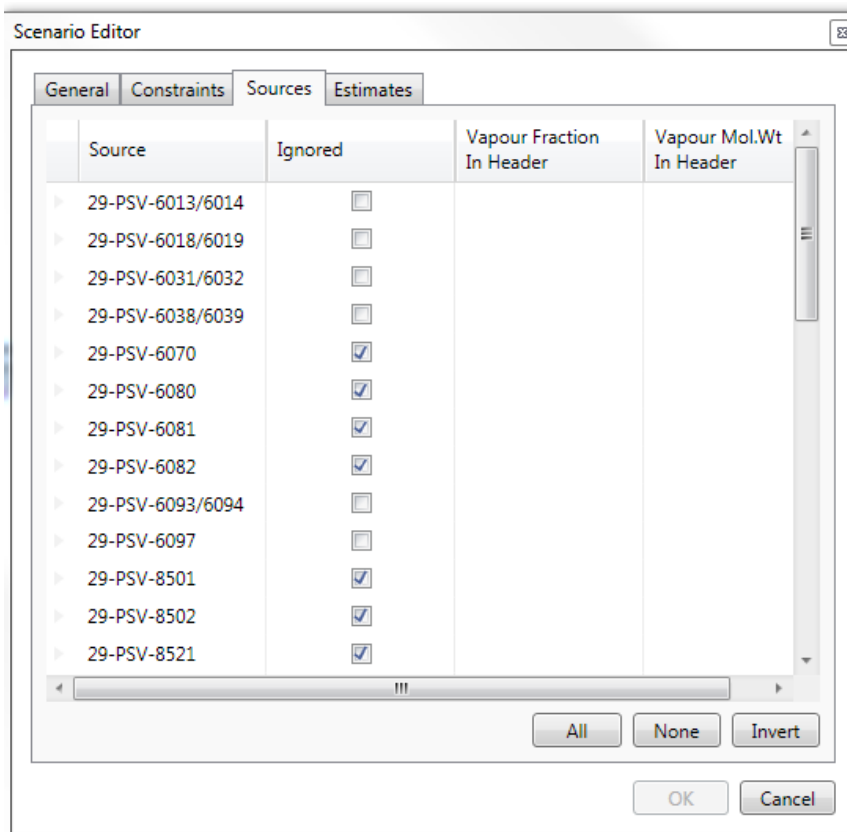 Scenario Editor
General Constraints Sources Estimates
Source Ignored Vapour Fraction In Header Vapour Mol.Wt In Header
29-PSV-6013/6014
29-PSV-6018/6019
29-PSV-6031/6032
29-PSV-6038/6039
29-PSV-6070
29-PSV-6080
29-PSV-6081
29-PSV-6082
29-PSV-6093/6094
29-PSV-6097
29-PSV-8501
29-PSV-8502
29-PSV-8521
All None Invert
OK Cancel